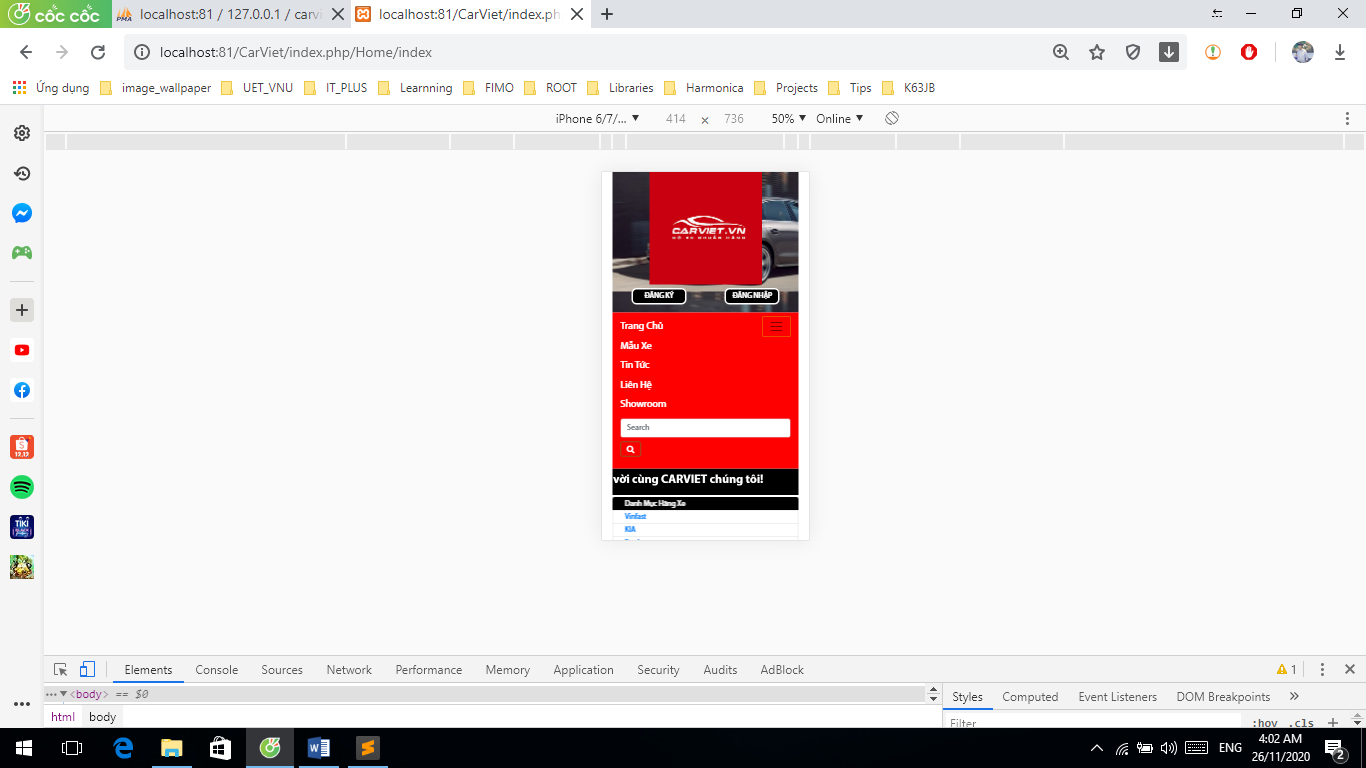 cốc cốc
PMA localhost:81 / 127.0.0.1 / carvi
localhost:81/CarViet/index.ph
localhost:81/CarViet/index.php/Home/index
Ứng dụng image_wallpaper UET_VNU IT_PLUS Learnning FIMO ROOT Libraries Harmonica Projects Tips K63JB
iPhone 6/7/... 414 × 736 50% Online
CARVIET.VN
ĐĂNG KÝ ĐĂNG NHẬP
Trang Chủ
Mẫu Xe
Tin Tức
Liên Hệ
Showroom
Search
vời cùng CARVIET chúng tôi!
Danh Mục Hãng Xe
Vinfast
KIA
12.12
TIKI
Elements Console Sources Network Performance Memory Application Security Audits AdBlock 1
<body> == $0
html body
Styles Computed Event Listeners DOM Breakpoints
Filter :hov .cls
ENG
4:02 AM
26/11/2020
2